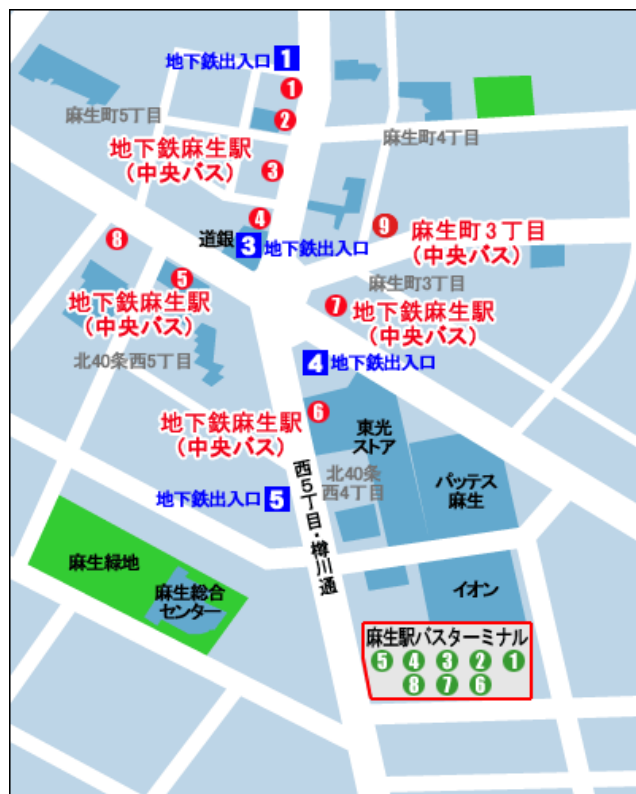 地下鉄出入口 1
1
麻生町5丁目
2
麻生町4丁目
地下鉄麻生駅
(中央バス)
3
4
9
麻生町3丁目
(中央バス)
8
道銀
3 地下鉄出入口
5
麻生町3丁目
地下鉄麻生駅
(中央バス)
7
地下鉄麻生駅
(中央バス)
北40条西5丁目
4 地下鉄出入口
地下鉄麻生駅
(中央バス)
6
東光
ストア
西5丁目・樽川通
北40条
西4丁目
パッテス
麻生
地下鉄出入口 5
麻生緑地
麻生総合
センター
イオン
麻生駅バスターミナル
5 4 3 2 1
8 7 6